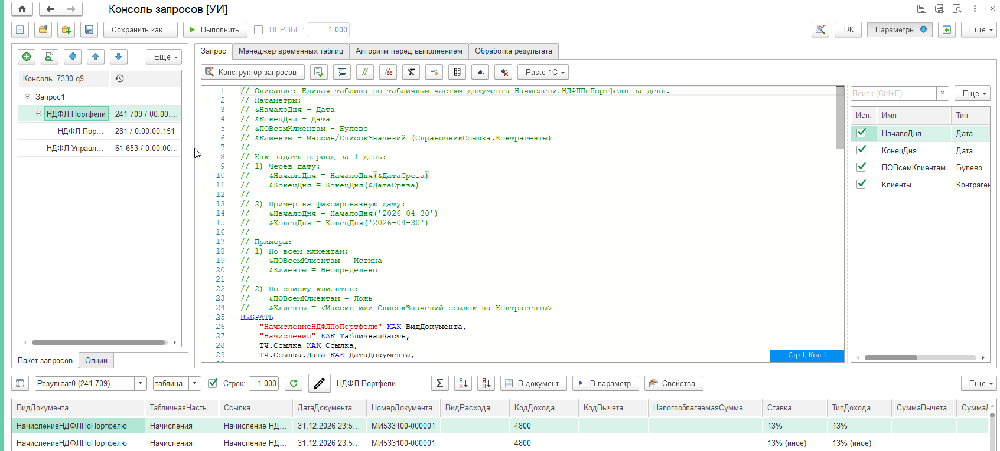 Консоль запросов [УИ]
Сохранить как...
Выполнить
ПЕРВЫЕ:
1 000
ТЖ
Параметры
Еще
Еще
Консоль_7330.q9
Запрос1
НДФЛ Портфели 241 709 / 00:00:...
НДФЛ Пор... 281 / 0:00:00.151
НДФЛ Управл... 61 653 / 0:00:00...
Пакет запросов
Опции
Запрос
Менеджер временных таблиц
Алгоритм перед выполнением
Обработка результата
Конструктор запросов
Paste 1C
1 // Описание: Единая таблица по табличным частям документа НачислениеНДФЛПоПортфелю за день.
2 // Параметры:
3 // &НачалоДня - Дата
4 // &КонецДня - Дата
5 // &ПОВсемКлиентам - Булево
6 // &Клиенты - Массив/СписокЗначений (СправочникСсылка.Контрагенты)
7 //
8 // Как задать период за 1 день:
9 // 1) Через дату:
10 // &НачалоДня = НачалоДня(&ДатаСреза)
11 // &КонецДня = КонецДня(&ДатаСреза)
12 //
13 // 2) Пример на фиксированную дату:
14 // &НачалоДня = НачалоДня('2026-04-30')
15 // &КонецДня = КонецДня('2026-04-30')
16 //
17 // Примеры:
18 // 1) По всем клиентам:
19 // &ПОВсемКлиентам = Истина
20 // &Клиенты = Неопределено
21 //
22 // 2) По списку клиентов:
23 // &ПОВсемКлиентам = Ложь
24 // &Клиенты = <Массив или СписокЗначений ссылок на Контрагенты>
25 ВЫБРАТЬ
26 "НачислениеНДФЛПоПортфелю" КАК ВидДокумента,
27 "Начисления" КАК ТабличнаяЧасть,
28 ТЧ.Ссылка КАК Ссылка,
29 ТЧ.Ссылка.Дата КАК ДатаДокумента,
Стр 1, Кол 1
Поиск (Ctrl+F)
×
Еще
Исп. Имя Тип
НачалоДня Дата
КонецДня Дата
ПОВсемКлиентам Булево
Клиенты Контраген
Результат0 (241 709)
таблица
Строк:
1 000
НДФЛ Портфели
Σ
В документ
В параметр
Свойства
Еще
ВидДокумента ТабличнаяЧасть Ссылка ДатаДокумента НомерДокумента ВидРасхода КодДохода КодВычета НалогооблагаемаяСумма Ставка ТипДохода СуммаВычета СуммаД
НачислениеНДФЛПоПортфелю Начисления Начисление НД... 31.12.2026 23:5... МИ533100-000001 4800 13% 13%
НачислениеНДФЛПоПортфелю Начисления Начисление НД... 31.12.2026 23:5... МИ533100-000001 4800 13% (иное) 13% (иное)